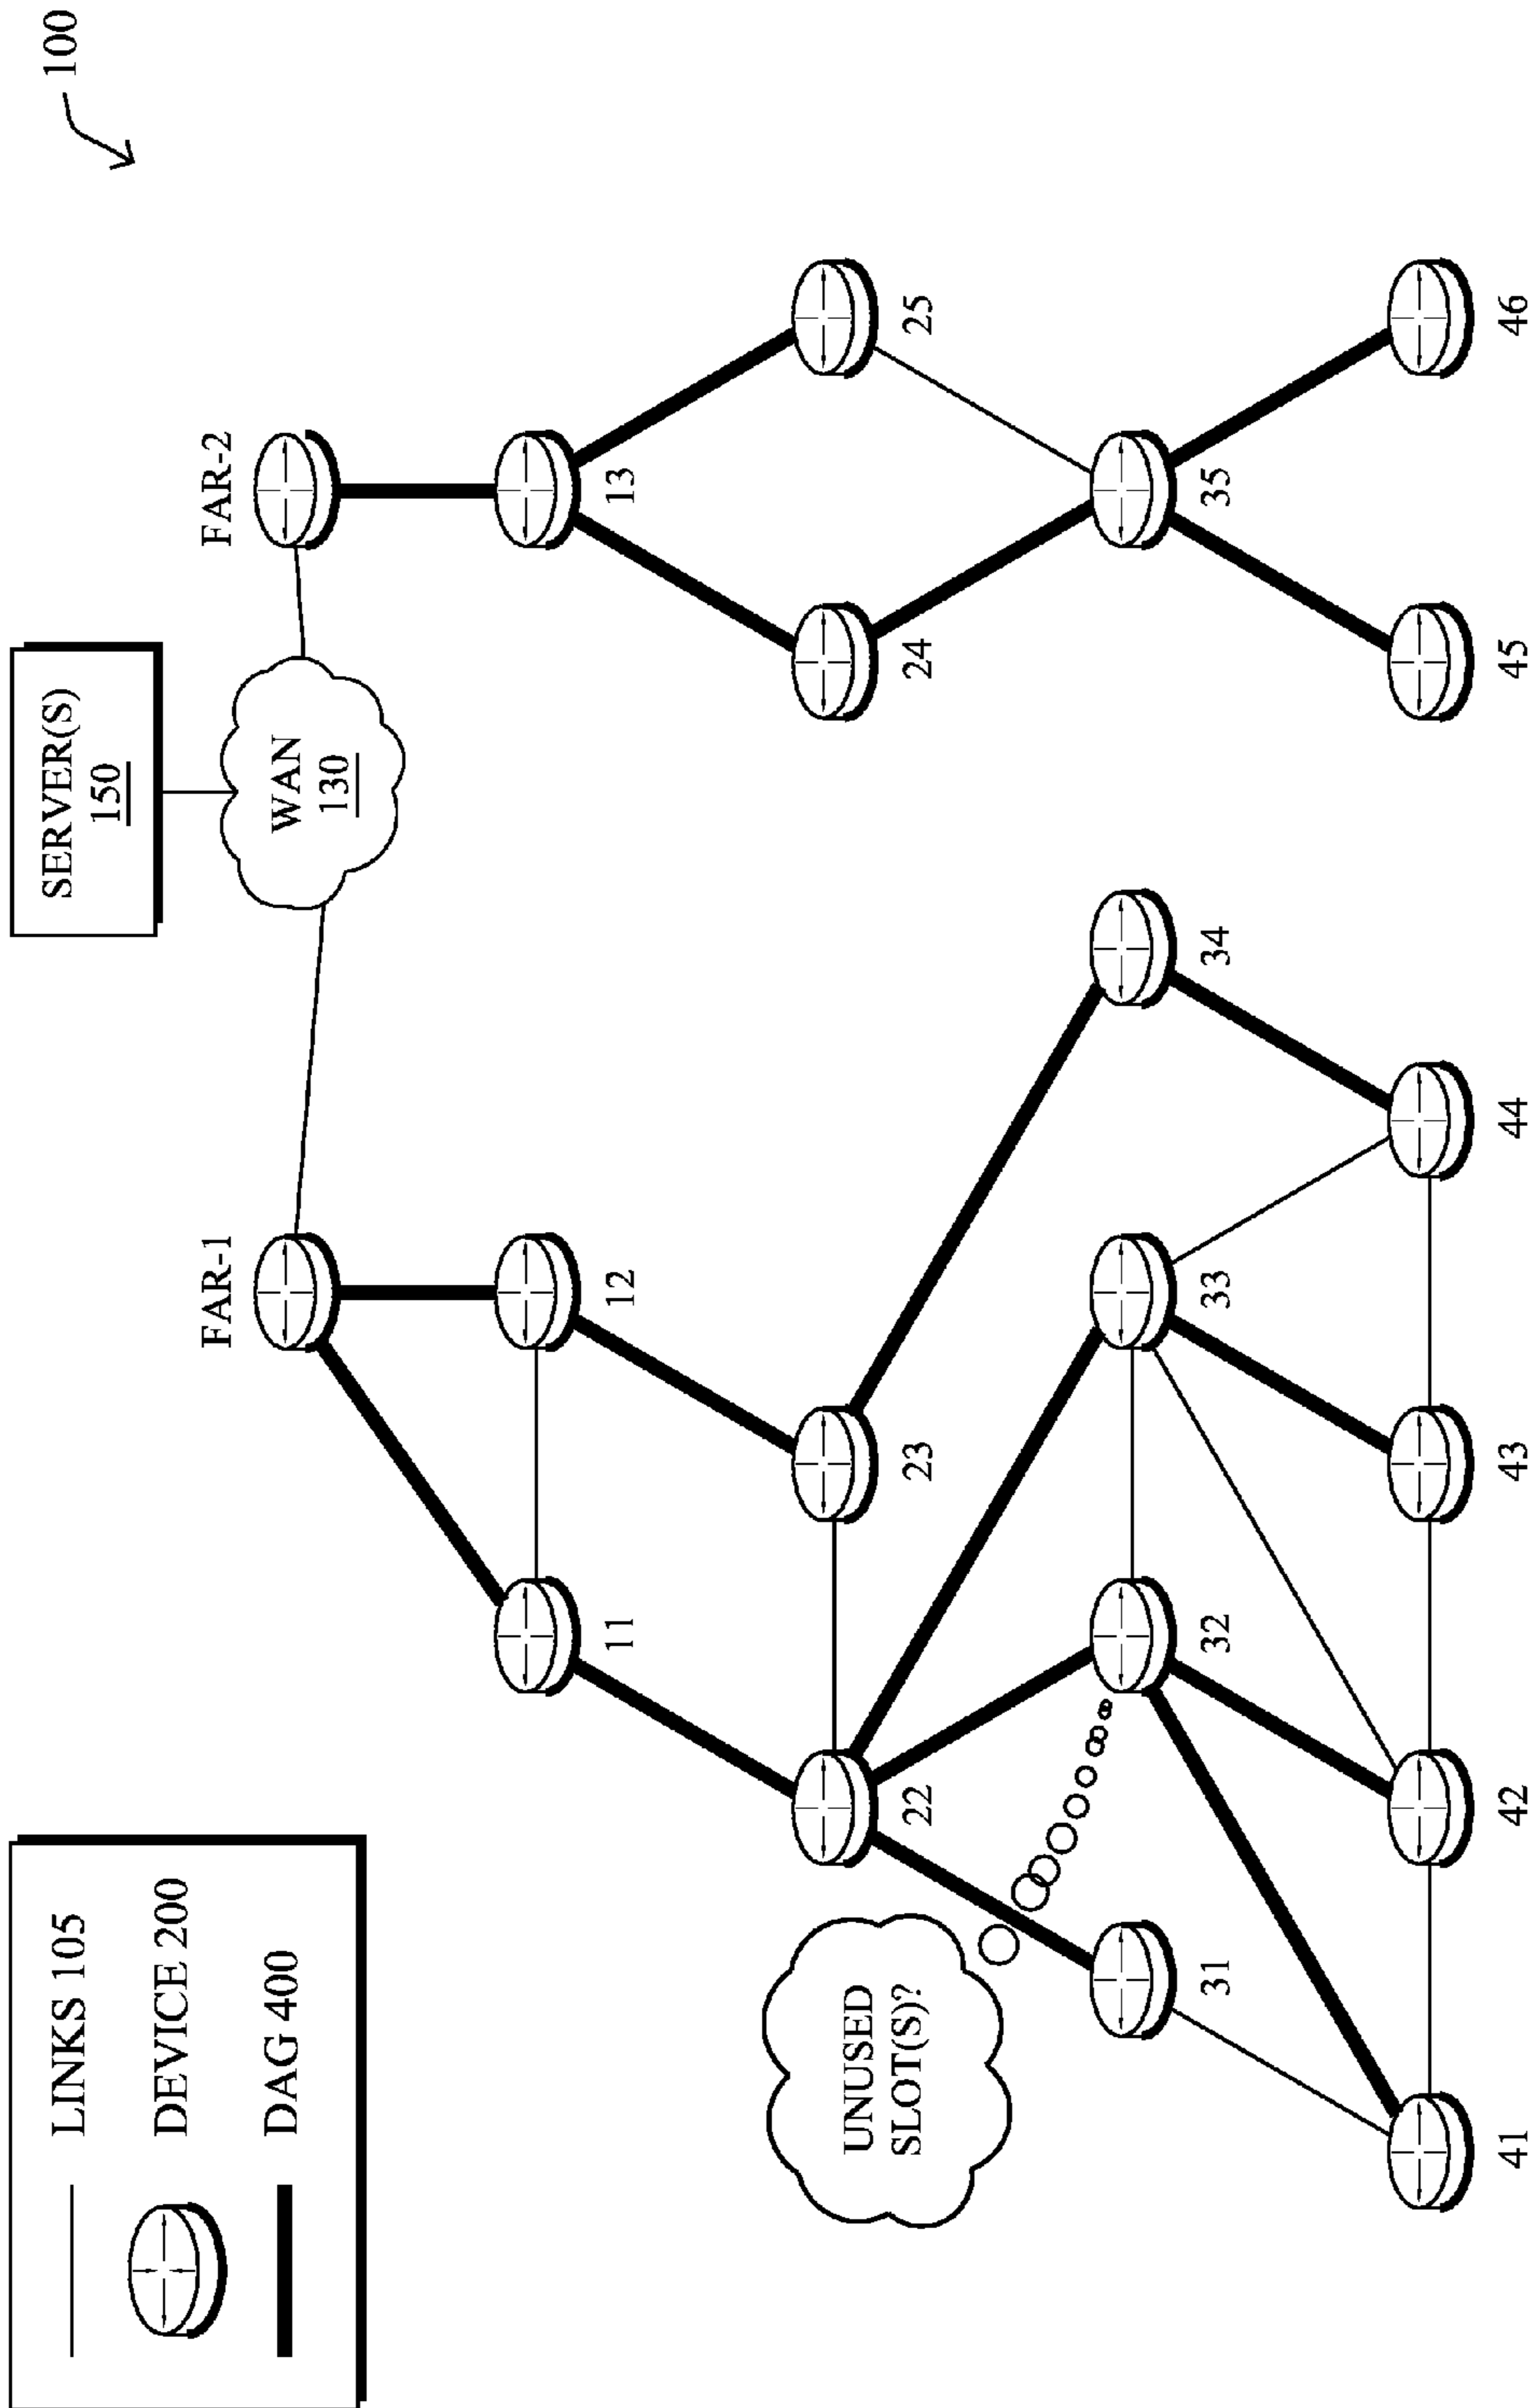 100
LINKS 105
DEVICE 200
DAG 400
SERVER(S)
150
WAN
130
FAR-1
FAR-2
11
12
13
22
23
24
25
UNUSED
SLOT(S)?
31
32
33
34
35
41
42
43
44
45
46